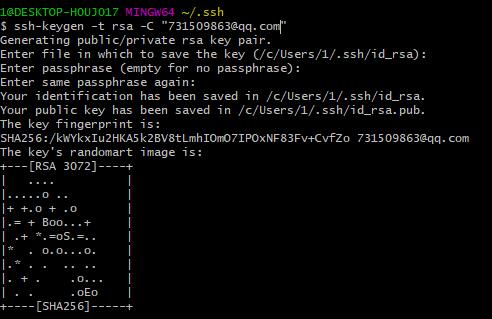 1@DESKTOP-HOUJO17 MINGW64 ~/.ssh
$ ssh-keygen -t rsa -C "731509863@qq.com"
Generating public/private rsa key pair.
Enter file in which to save the key (/c/Users/1/.ssh/id_rsa):
Enter passphrase (empty for no passphrase):
Enter same passphrase again:
Your identification has been saved in /c/Users/1/.ssh/id_rsa.
Your public key has been saved in /c/Users/1/.ssh/id_rsa.pub.
The key fingerprint is:
SHA256:/kWYkxIu2HKA5k2BV8tLmhIOmO7IPOxNF83Fv+CvfZo 731509863@qq.com
The key's randomart image is:
+---[RSA 3072]----+
|   ....          |
|.....o ..        |
|+ +.o + .o       |
|.= + Boo...+     |
| .+ *.=oS.=..    |
|*  . o.o...o.    |
|.* . .  .. ..    |
|. + .    .o...   |
| . .     .oEo    |
+----[SHA256]-----+